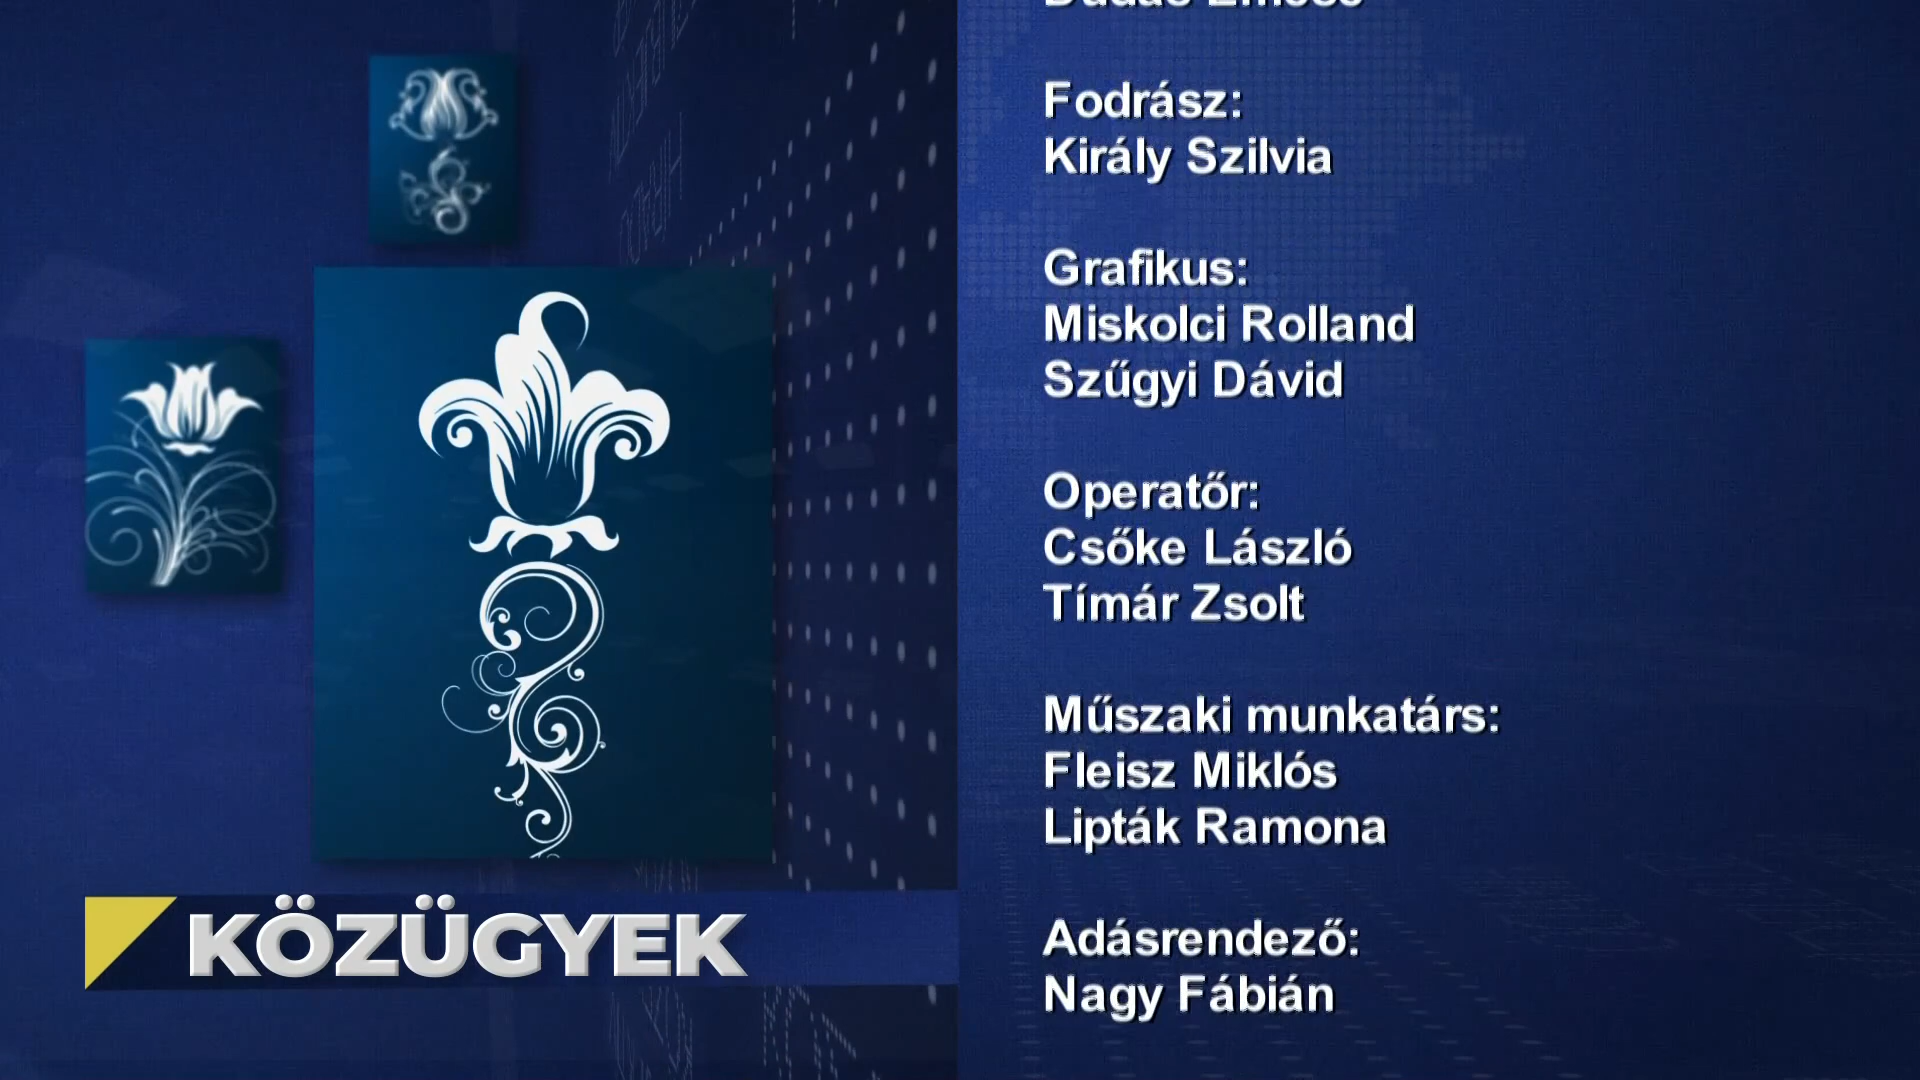 Fodrász:
Király Szilvia
Grafikus:
Miskolci Rolland
Szűgyi Dávid
Operatőr:
Csőke László
Tímár Zsolt
Műszaki munkatárs:
Fleisz Miklós
Lipták Ramona
Adásrendező:
Nagy Fábián
KÖZÜGYEK